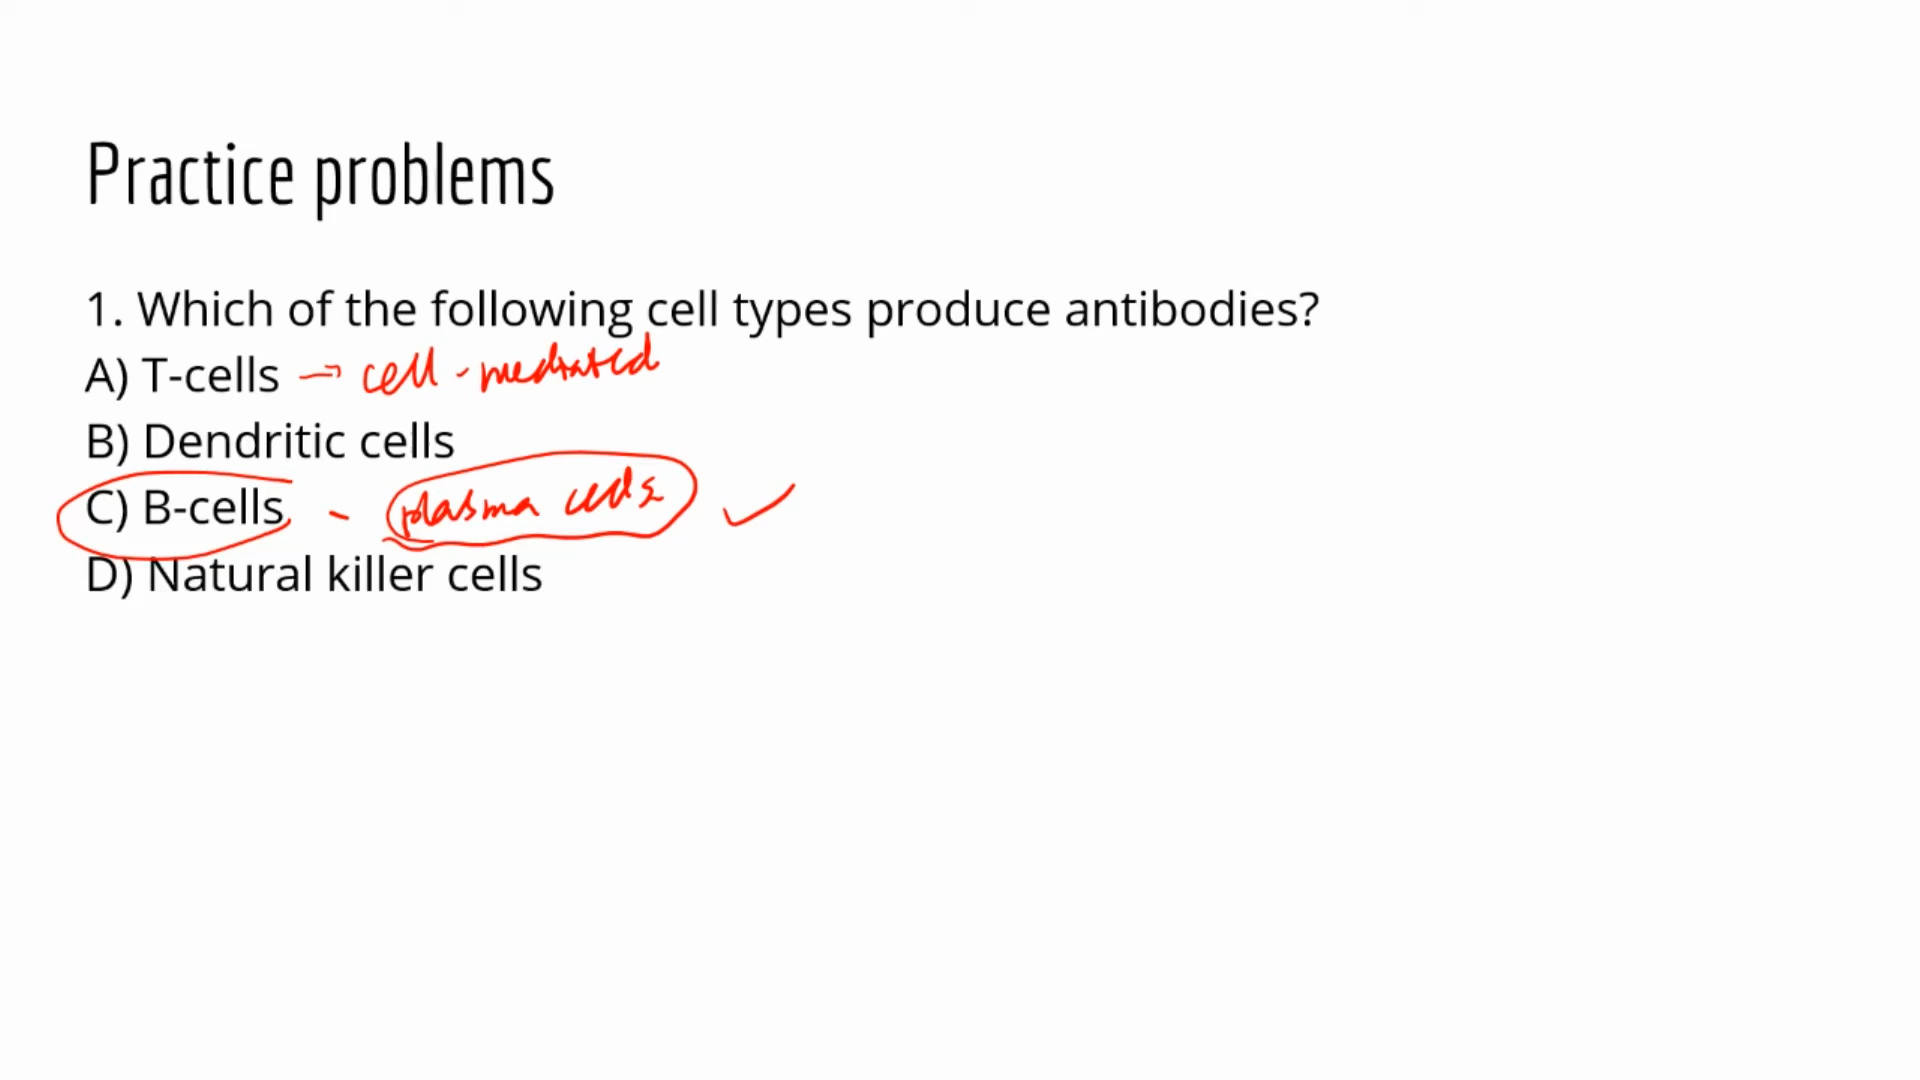 Practice problems
1. Which of the following cell types produce antibodies?
A) T-cells → cell-mediated
B) Dendritic cells
C) B-cells - plasma cells ✓
D) Natural killer cells